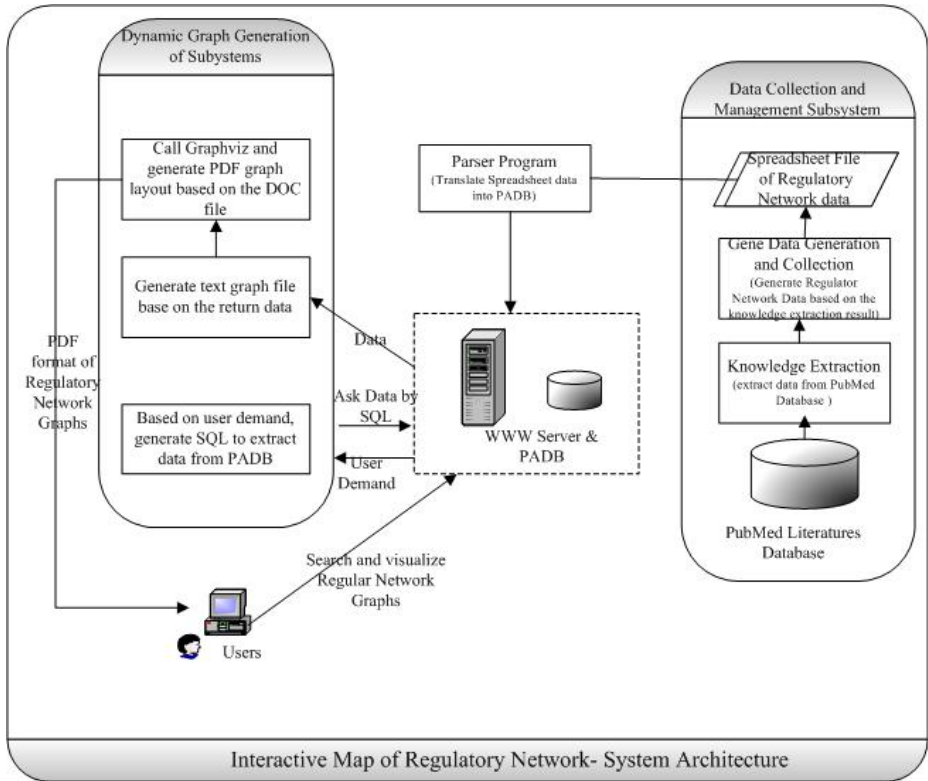 Dynamic Graph Generation
of Subystems
Call Graphviz and
generate PDF graph
layout based on the DOC
file
Generate text graph file
base on the return data
Based on user demand,
generate SQL to extract
data from PADB
PDF
format of
Regulatory
Network
Graphs
Parser Program
(Translate Spreadsheet data
into PADB)
Data
Ask Data by
SQL
User
Demand
WWW Server &
PADB
Search and visualize
Regular Network
Graphs
Users
Data Collection and
Management Subsystem
Spreadsheet File
of Regulatory
Network data
Gene Data Generation
and Collection
(Generate Regulator
Network Data based on the
knowledge extraction result)
Knowledge Extraction
(extract data from PubMed
Database )
PubMed Literatures
Database
Interactive Map of Regulatory Network- System Architecture